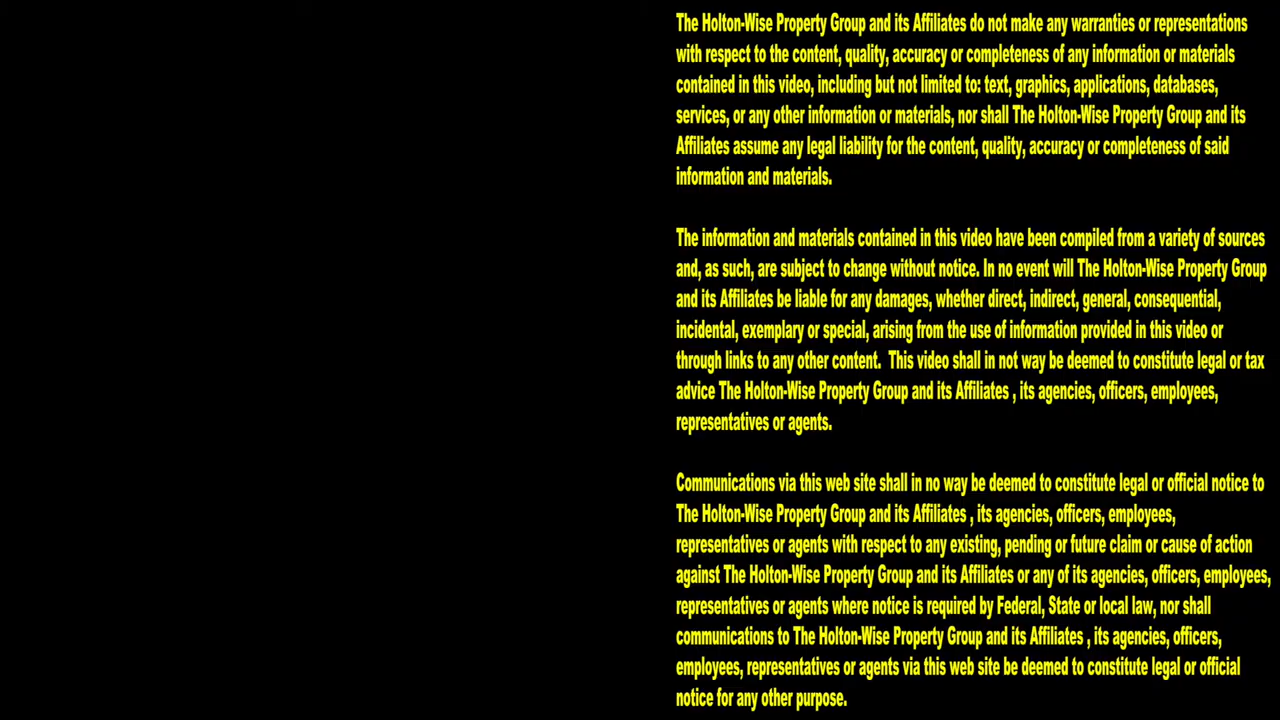 The Holton-Wise Property Group and its Affiliates do not make any warranties or representations
with respect to the content, quality, accuracy or completeness of any information or materials
contained in this video, including but not limited to: text, graphics, applications, databases,
services, or any other information or materials, nor shall The Holton-Wise Property Group and its
Affiliates assume any legal liability for the content, quality, accuracy or completeness of said
information and materials.
The information and materials contained in this video have been compiled from a variety of sources
and, as such, are subject to change without notice. In no event will The Holton-Wise Property Group
and its Affiliates be liable for any damages, whether direct, indirect, general, consequential,
incidental, exemplary or special, arising from the use of information provided in this video or
through links to any other content.  This video shall in not way be deemed to constitute legal or tax
advice The Holton-Wise Property Group and its Affiliates , its agencies, officers, employees,
representatives or agents.
Communications via this web site shall in no way be deemed to constitute legal or official notice to
The Holton-Wise Property Group and its Affiliates , its agencies, officers, employees,
representatives or agents with respect to any existing, pending or future claim or cause of action
against The Holton-Wise Property Group and its Affiliates or any of its agencies, officers, employees,
representatives or agents where notice is required by Federal, State or local law, nor shall
communications to The Holton-Wise Property Group and its Affiliates , its agencies, officers,
employees, representatives or agents via this web site be deemed to constitute legal or official
notice for any other purpose.